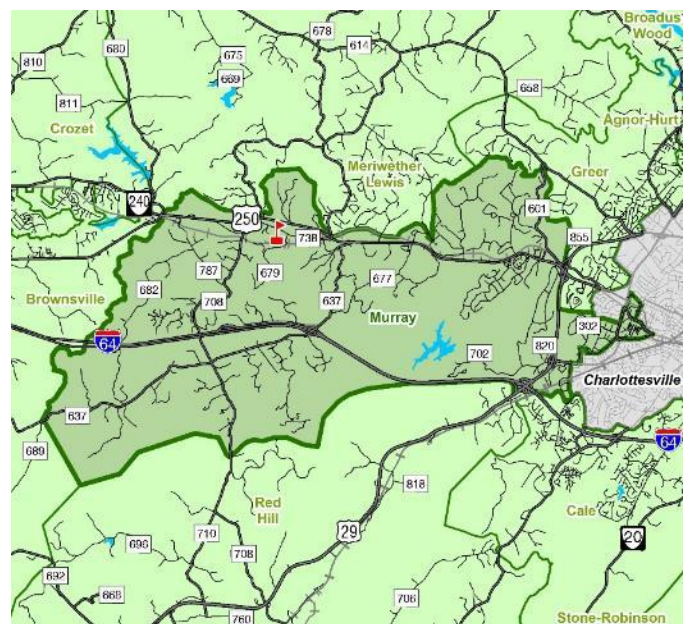 Broadus
Wood
678
614
680
675
810
669
658
811
Crozet
Agnor-Hurt
Meriwether
Lewis
Greer
240
250
601
738
855
787
679
677
682
Brownsville
708
637
Murray
302
64
702
820
Charlottesville
637
64
689
818
Red
Hill
Cale
29
20
710
696
708
692
668
706
760
Stone-Robinson